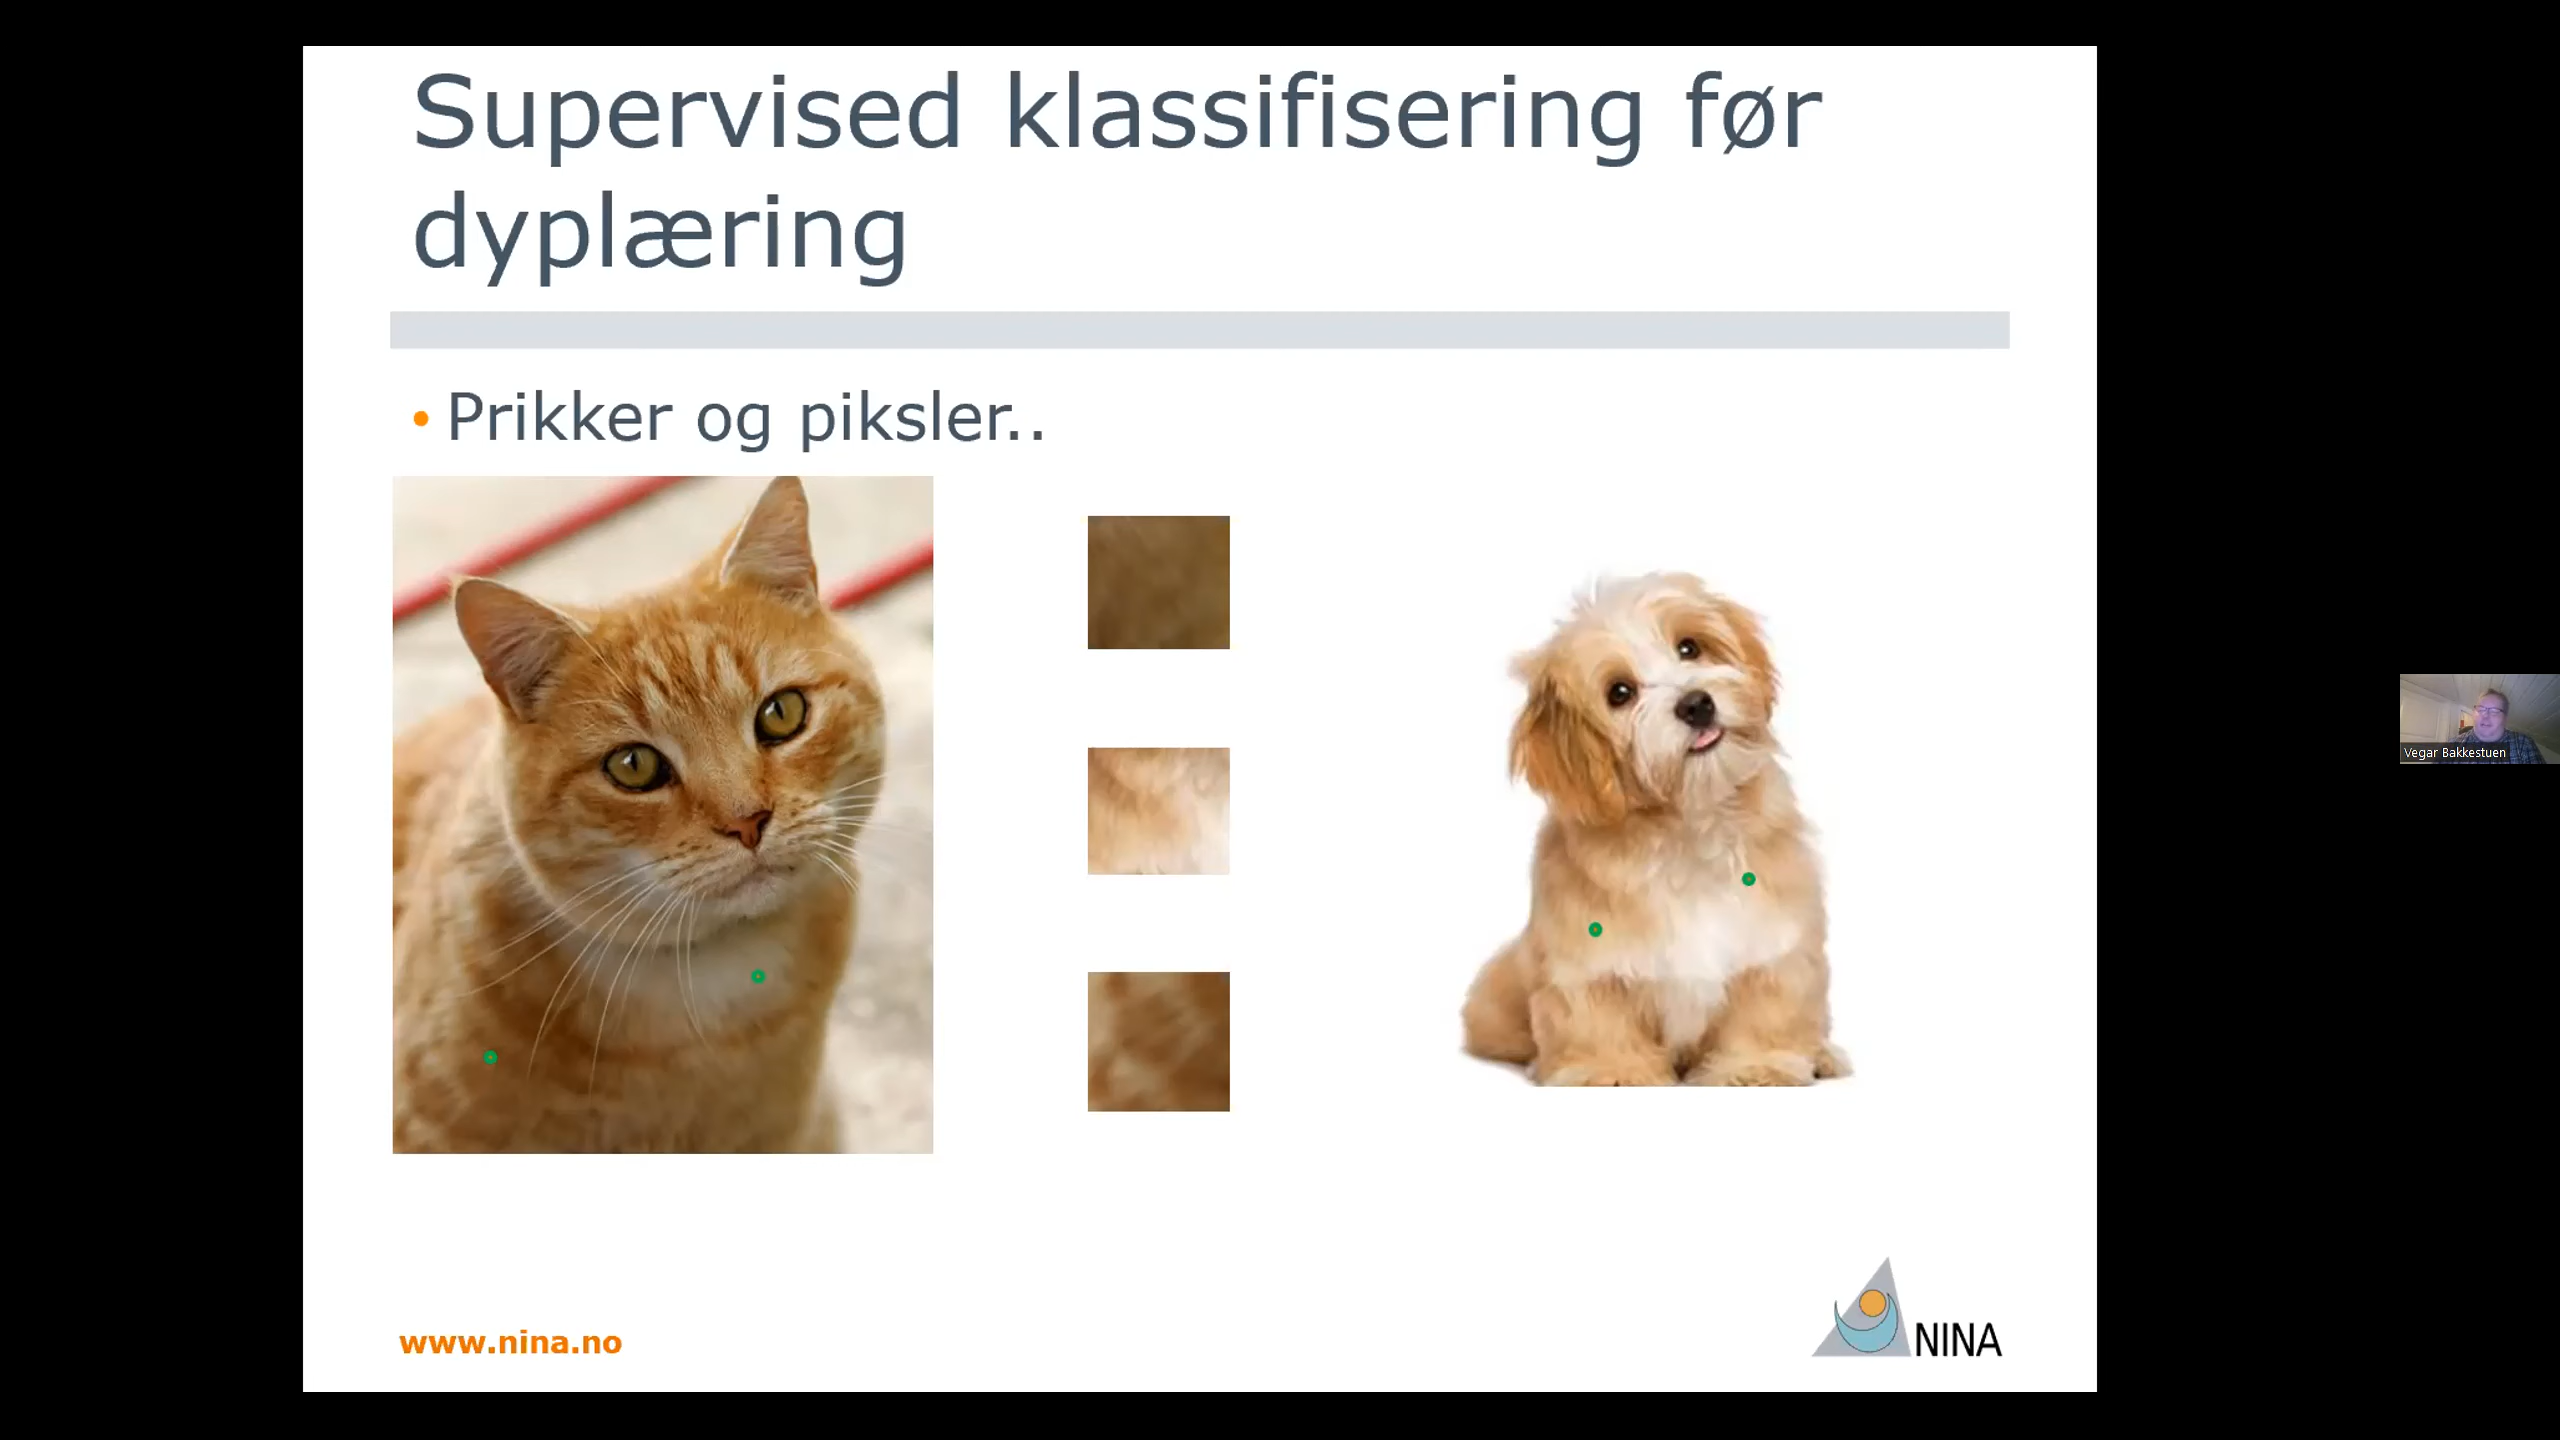 Supervised klassifisering før
dyplæring
• Prikker og piksler..
Vegar Bakkestuen
www.nina.no
NINA